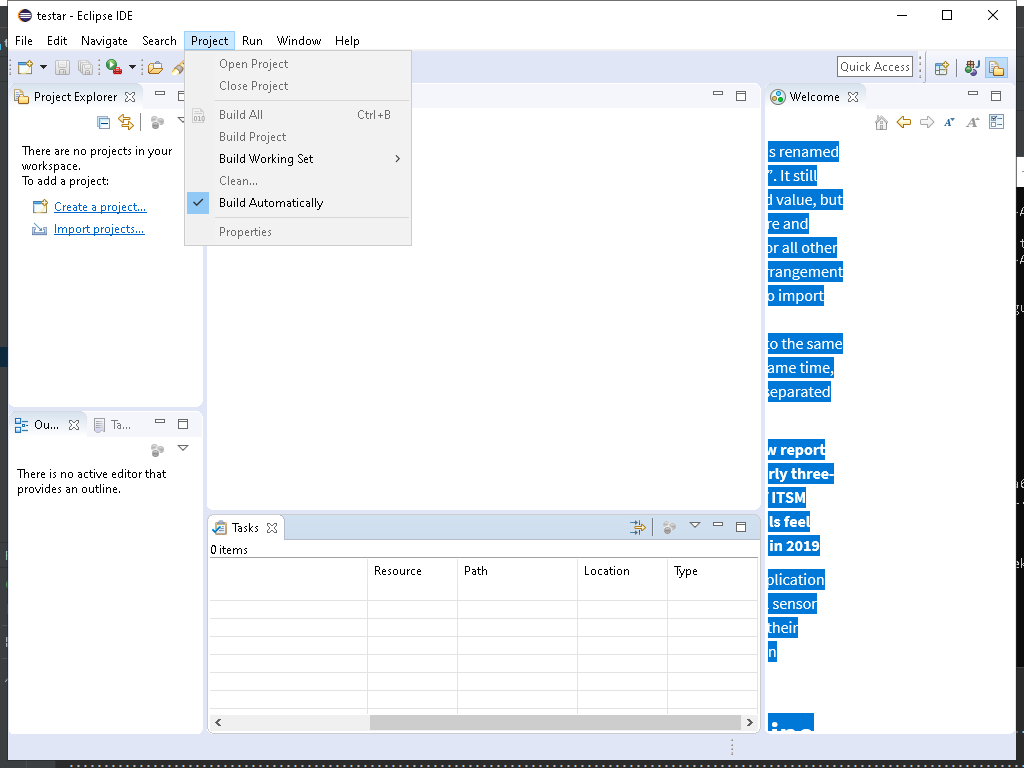 testar - Eclipse IDE
File Edit Navigate Search Project Run Window Help
Quick Access
Open Project
Close Project
Build All Ctrl+B
Build Project
Build Working Set
Clean...
Build Automatically
Properties
Project Explorer
There are no projects in your
workspace.
To add a project:
Create a project...
Import projects...
Ou... Ta...
There is no active editor that
provides an outline.
Tasks
0 items
Resource Path Location Type
Welcome
s renamed
". It still
d value, but
re and
or all other
rrangement
o import
to the same
ame time,
separated
w report
rly three-
ITSM
ls feel
in 2019
plication
sensor
their
n